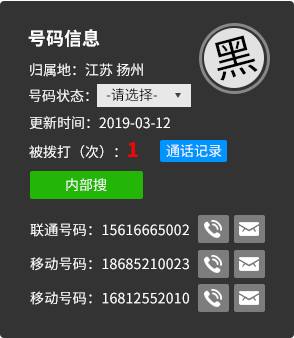 号码信息
黑
归属地：江苏 扬州
号码状态：-请选择-
更新时间：2019-03-12
被拨打（次）：1 通话记录
内部搜
联通号码：15616665002
移动号码：18685210023
移动号码：16812552010